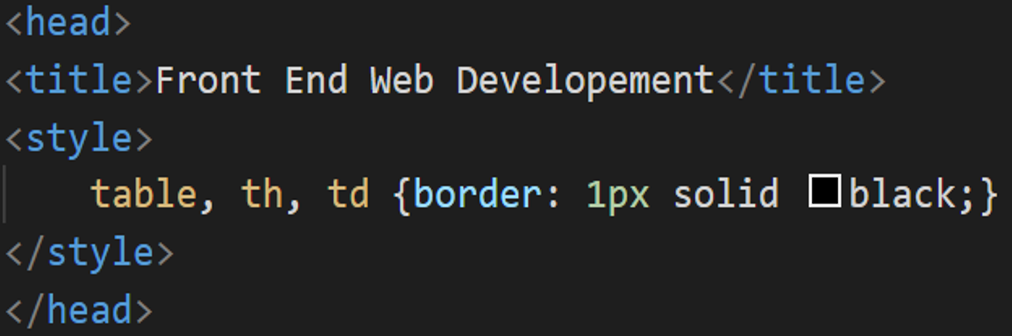 <head>
<title>Front End Web Developement</title>
<style>
    table, th, td {border: 1px solid black;}
</style>
</head>